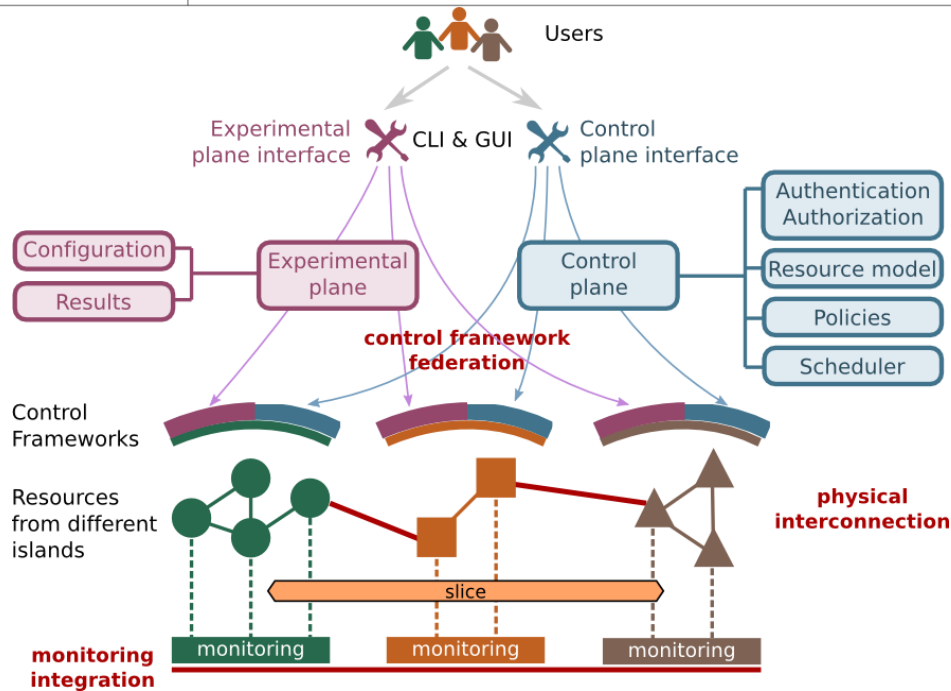 Users
Experimental
plane interface
CLI & GUI
Control
plane interface
Authentication
Authorization
Configuration
Experimental
plane
Control
plane
Resource model
Results
Policies
control framework
federation
Scheduler
Control
Frameworks
Resources
from different
islands
physical
interconnection
slice
monitoring
monitoring
monitoring
monitoring
integration